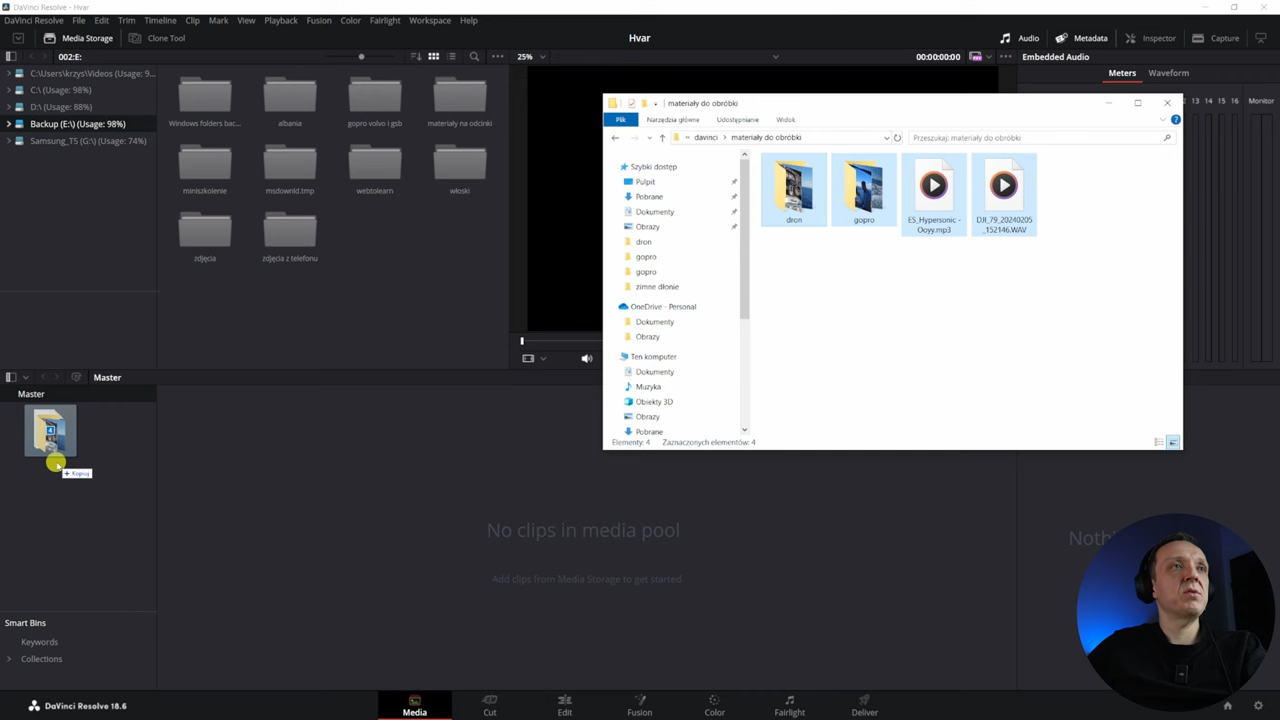 DaVinci Resolve - Hvar
DaVinci Resolve File Edit Trim Timeline Clip Mark View Playback Fusion Color Fairlight Workspace Help
Media Storage Clone Tool Hvar Audio Metadata Inspector Capture
002:E: 25% 00:00:00:00 Embedded Audio
C:\Users\krzys\Videos (Usage: 9...
C:\ (Usage: 98%)
D:\ (Usage: 88%)
Backup (E:\) (Usage: 98%)
Samsung_T5 (G:\) (Usage: 74%)
Windows folders bac... albania gopro volvo i gsb materiały na odcinki
miniszkolenie msdownld.tmp webtolearn włoski
zdjęcia zdjęcia z telefonu
Meters Waveform
12 13 14 15 16 Monitor
materiały do obróbki
Plik Narzędzia główne Udostępnianie Widok
« davinci > materiały do obróbki
Przeszukaj: materiały do obróbki
Szybki dostęp
Pulpit
Pobrane
Dokumenty
Obrazy
dron
gopro
gopro
zimne dłonie
OneDrive - Personal
Dokumenty
Obrazy
Ten komputer
Dokumenty
Muzyka
Obiekty 3D
Obrazy
Pobrane
dron gopro
ES_Hypersonic -
Ooyy.mp3
DJI_79_20240205
_152146.WAV
Elementy: 4 Zaznaczonych elementów: 4
Master
Master
4
+ Kopiuj
No clips in media pool
Add clips from Media Storage to get started
Smart Bins
Keywords
Collections
DaVinci Resolve 18.6
Media Cut Edit Fusion Color Fairlight Deliver